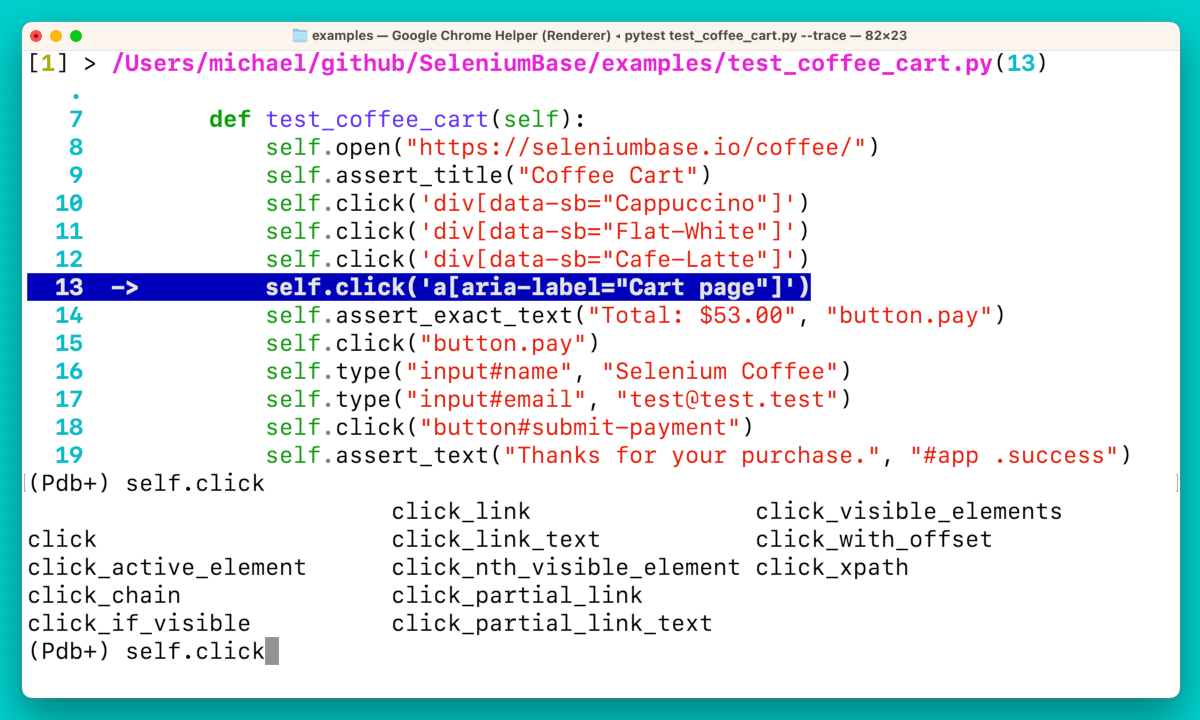 examples — Google Chrome Helper (Renderer) ◂ pytest test_coffee_cart.py --trace — 82×23
[1] > /Users/michael/github/SeleniumBase/examples/test_coffee_cart.py(13)
.
7 def test_coffee_cart(self):
8 self.open("https://seleniumbase.io/coffee/")
9 self.assert_title("Coffee Cart")
10 self.click('div[data-sb="Cappuccino"]')
11 self.click('div[data-sb="Flat-White"]')
12 self.click('div[data-sb="Cafe-Latte"]')
13 -> self.click('a[aria-label="Cart page"]')
14 self.assert_exact_text("Total: $53.00", "button.pay")
15 self.click("button.pay")
16 self.type("input#name", "Selenium Coffee")
17 self.type("input#email", "test@test.test")
18 self.click("button#submit-payment")
19 self.assert_text("Thanks for your purchase.", "#app .success")
(Pdb+) self.click
click_link click_visible_elements
click click_link_text click_with_offset
click_active_element click_nth_visible_element click_xpath
click_chain click_partial_link
click_if_visible click_partial_link_text
(Pdb+) self.click